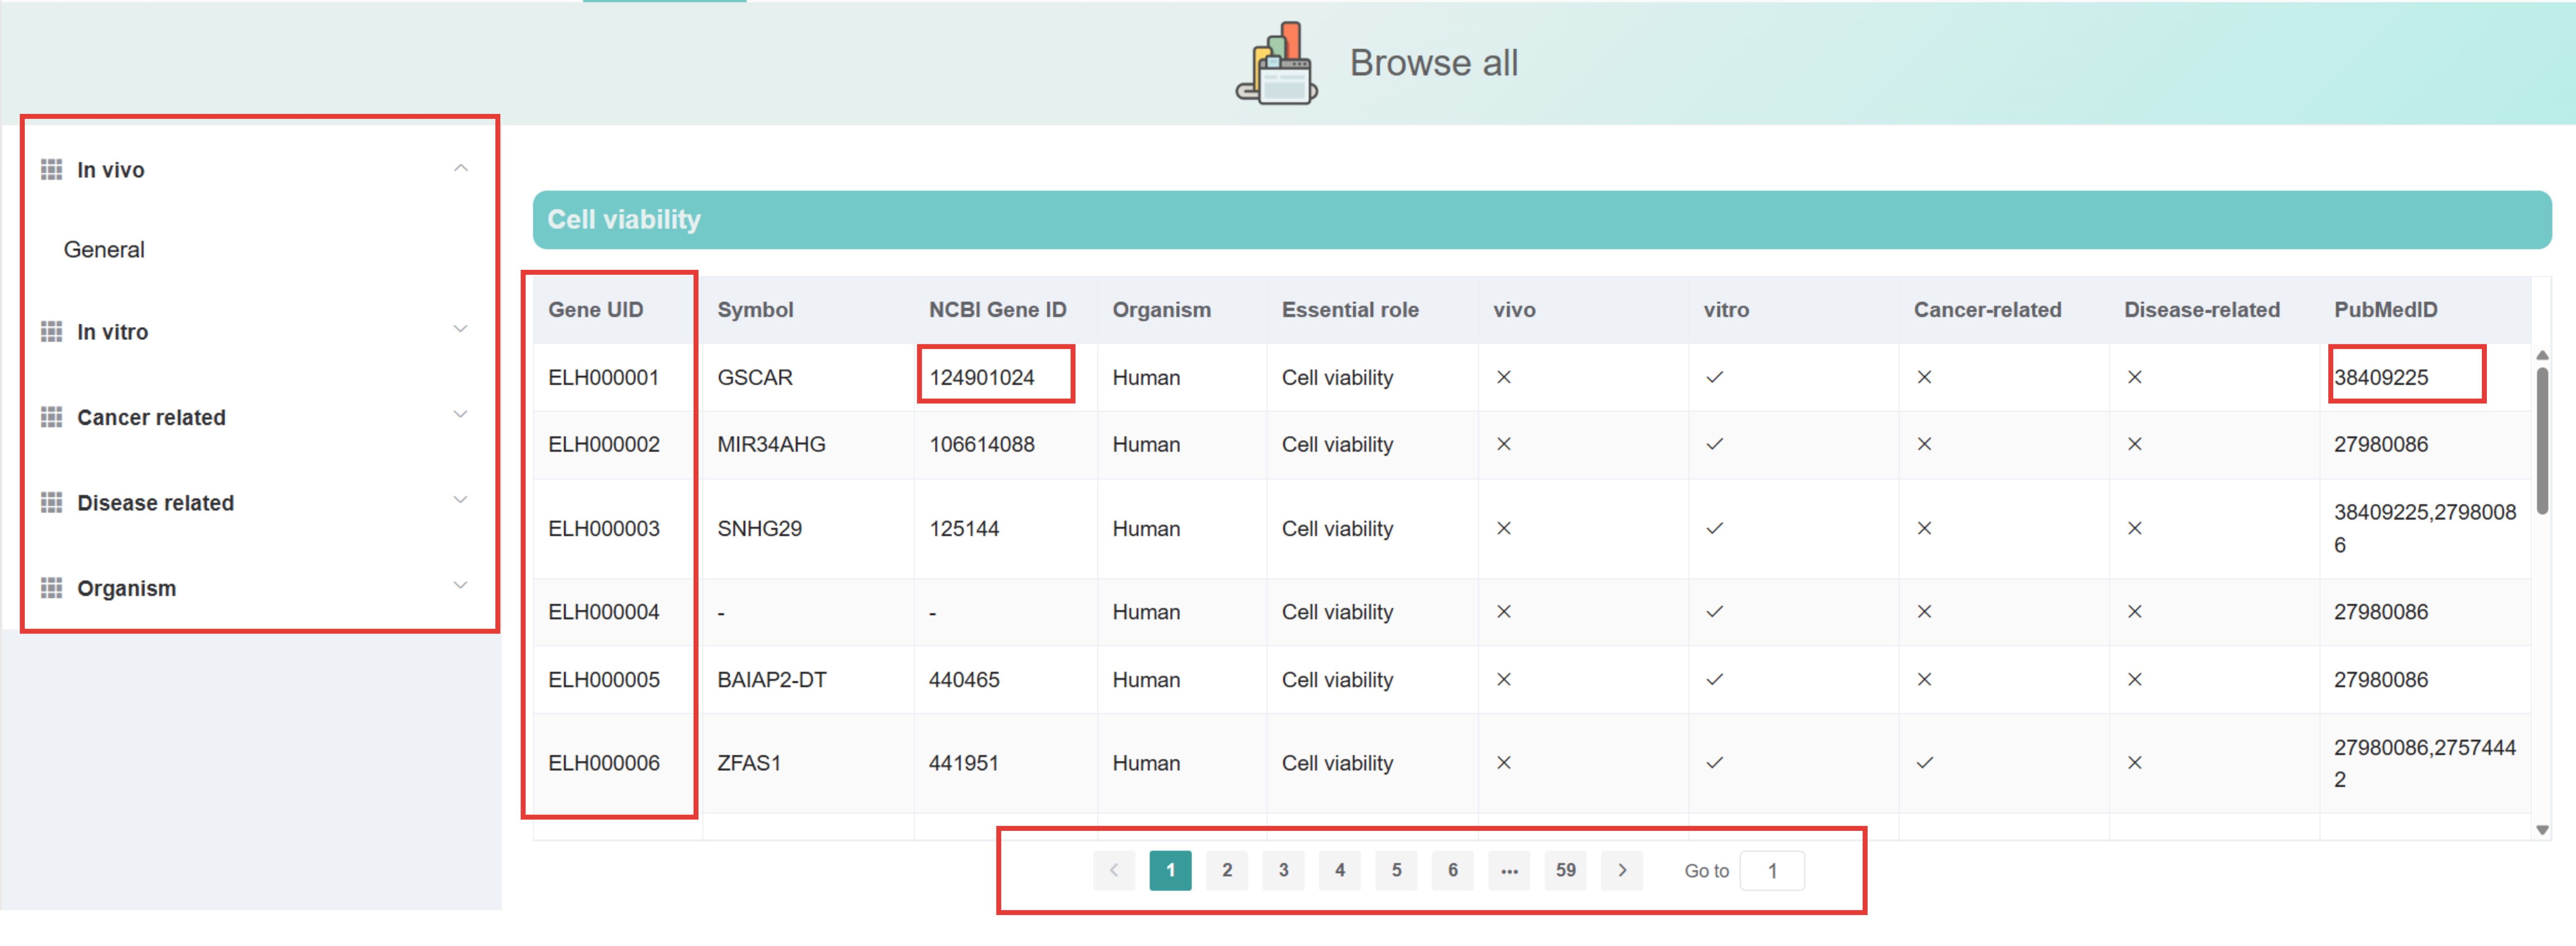 Browse all
In vivo
General
In vitro
Cancer related
Disease related
Organism
Cell viability
Gene UID Symbol NCBI Gene ID Organism Essential role vivo vitro Cancer-related Disease-related PubMedID
ELH000001 GSCAR 124901024 Human Cell viability × ✓ × × 38409225
ELH000002 MIR34AHG 106614088 Human Cell viability × ✓ × × 27980086
ELH000003 SNHG29 125144 Human Cell viability × ✓ × × 38409225,2798008
6
ELH000004 - - Human Cell viability × ✓ × × 27980086
ELH000005 BAIAP2-DT 440465 Human Cell viability × ✓ × × 27980086
ELH000006 ZFAS1 441951 Human Cell viability × ✓ ✓ × 27980086,2757444
2
< 1 2 3 4 5 6 ··· 59 > Go to 1